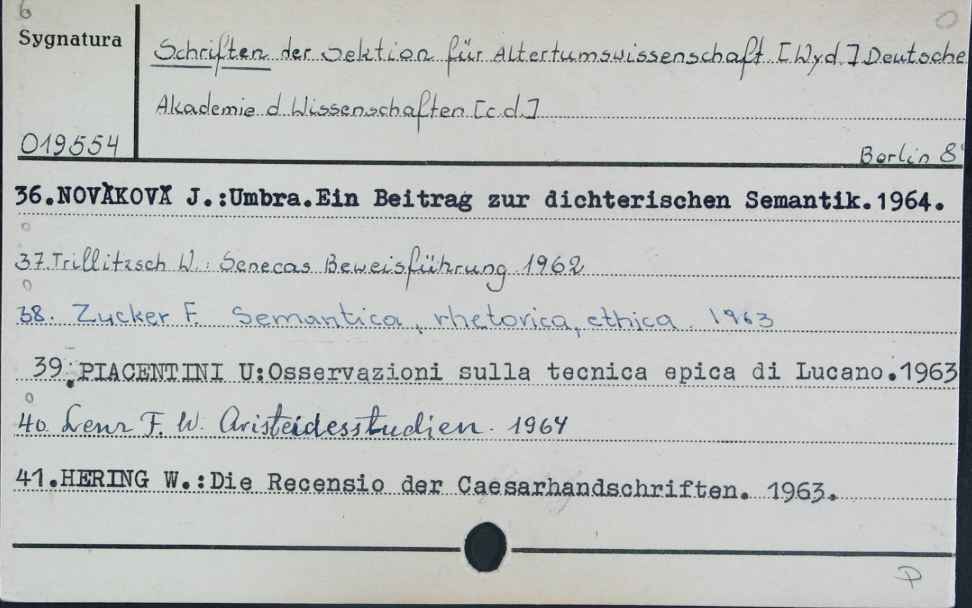 6
Sygnatura
Schriften der Sektion für Altertumswissenschaft [Wyd.] Deutsche
Akademie d Wissenschaften [c.d.]
019554
Berlin 8°
36.NOVÁKOVÁ J.:Umbra.Ein Beitrag zur dichterischen Semantik.1964.
37.Trillitzsch W.: Senecas Beweisführung 1962
38. Zucker F. Semantica, rhetorica, ethica. 1963
39.PIACENTINI U:Osservazioni sulla tecnica epica di Lucano.1963
40. Lenz F. W. Aristeidesstudien. 1964
41.HERING W.:Die Recensio der Caesarhandschriften. 1963.
P